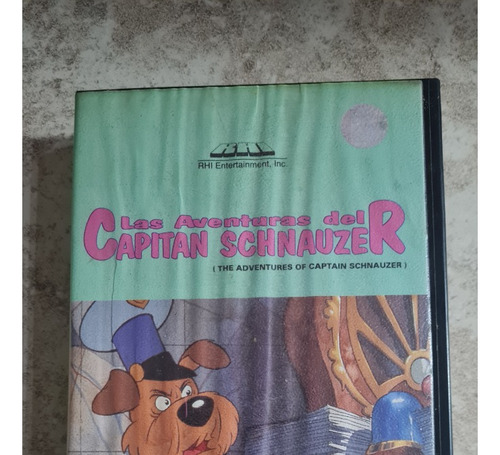 RHI
RHI Entertainment, Inc.
Las Aventuras del
CAPITAN SCHNAUZER
( THE ADVENTURES OF CAPTAIN SCHNAUZER )